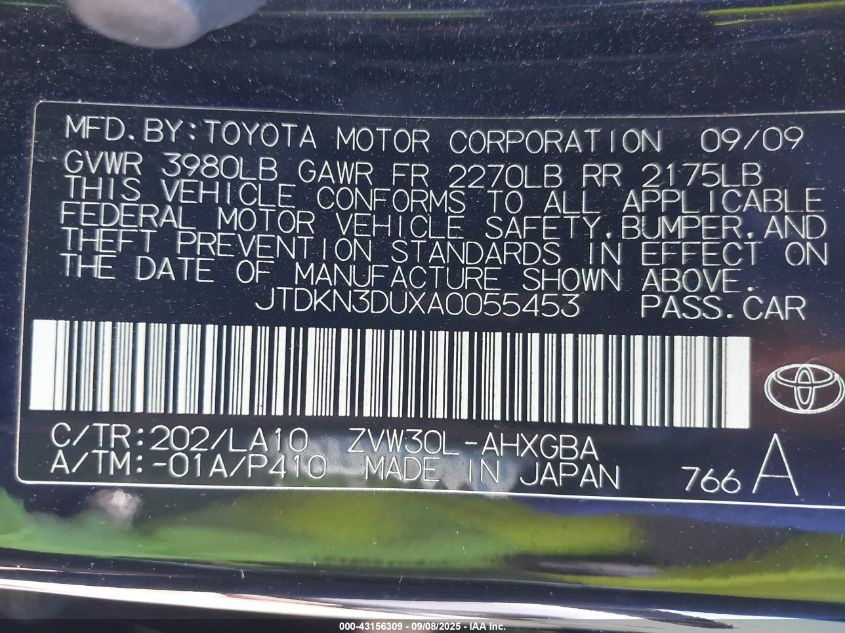 MFD.BY:TOYOTA MOTOR CORPORATION 09/09
GVWR 3980LB GAWR FR 2270LB RR 2175LB
THIS VEHICLE CONFORMS TO ALL APPLICABLE
FEDERAL MOTOR VEHICLE SAFETY,BUMPER,AND
THEFT PREVENTION STANDARDS IN EFFECT ON
THE DATE OF MANUFACTURE SHOWN ABOVE.
JTDKN3DUXA0055453 PASS.CAR
C/TR:202/LA10 ZVW30L-AHXGBA
A/TM:-01A/P410 MADE IN JAPAN 766 A
000-43156309 - 09/08/2025 - IAA Inc.